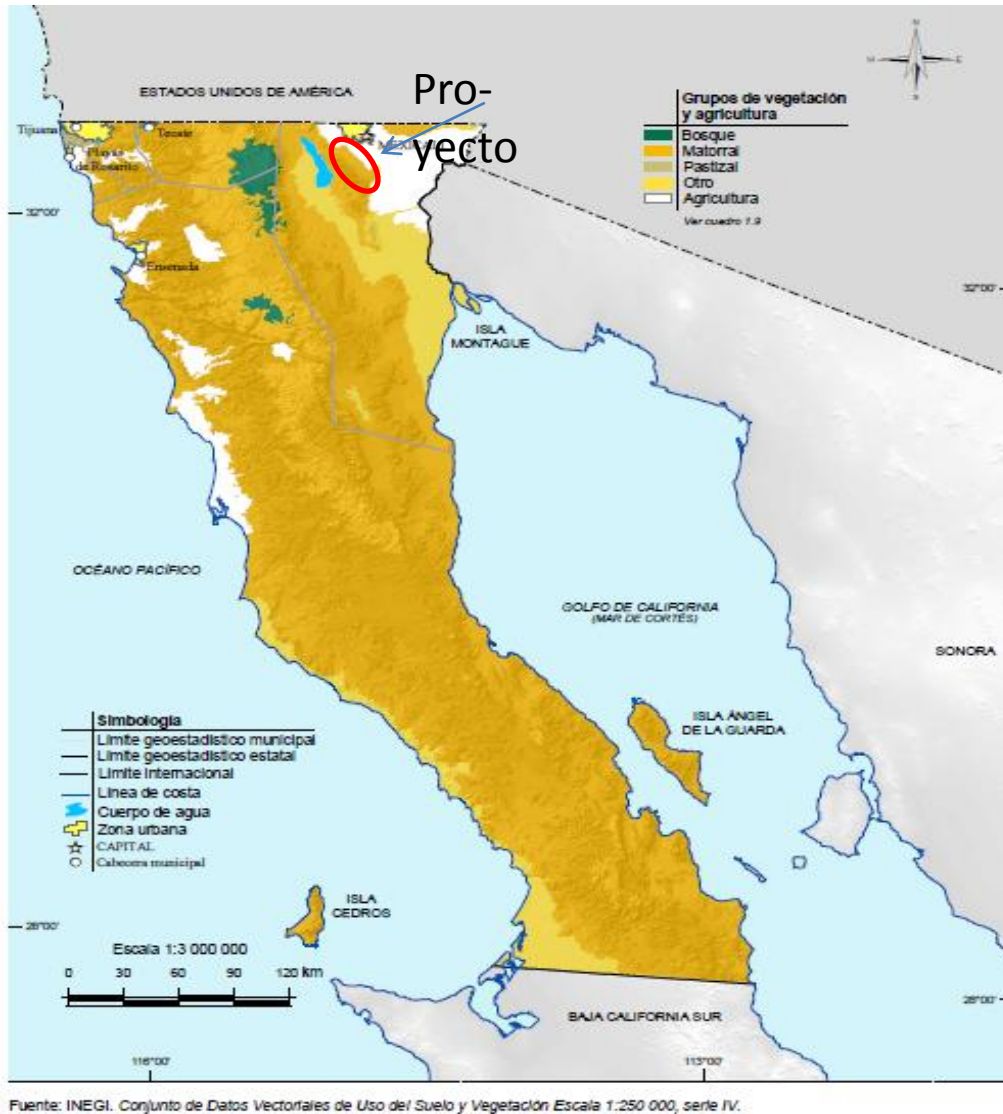 N
E
S
ESTADOS UNIDOS DE AMÉRICA
Pro-
yecto
Tijuana
Tecate
Playas
de Rosarito
Ensenada
Grupos de vegetación
y agricultura
Bosque
Matorral
Pastizal
Otro
Agricultura
Ver cuadro 1.9
32°00'
32°00'
ISLA
MONTAGUE
OCÉANO PACÍFICO
GOLFO DE CALIFORNIA
(MAR DE CORTÉS)
SONORA
ISLA ÁNGEL
DE LA GUARDA
Simbología
Límite geoestadístico municipal
Límite geoestadístico estatal
Límite internacional
Línea de costa
Cuerpo de agua
Zona urbana
CAPITAL
Cabecera municipal
ISLA
CEDROS
28°00'
Escala 1:3 000 000
0 30 60 90 120 km
28°00'
BAJA CALIFORNIA SUR
116°00'
113°00'
Fuente: INEGI. Conjunto de Datos Vectoriales de Uso del Suelo y Vegetación Escala 1:250 000, serie IV.